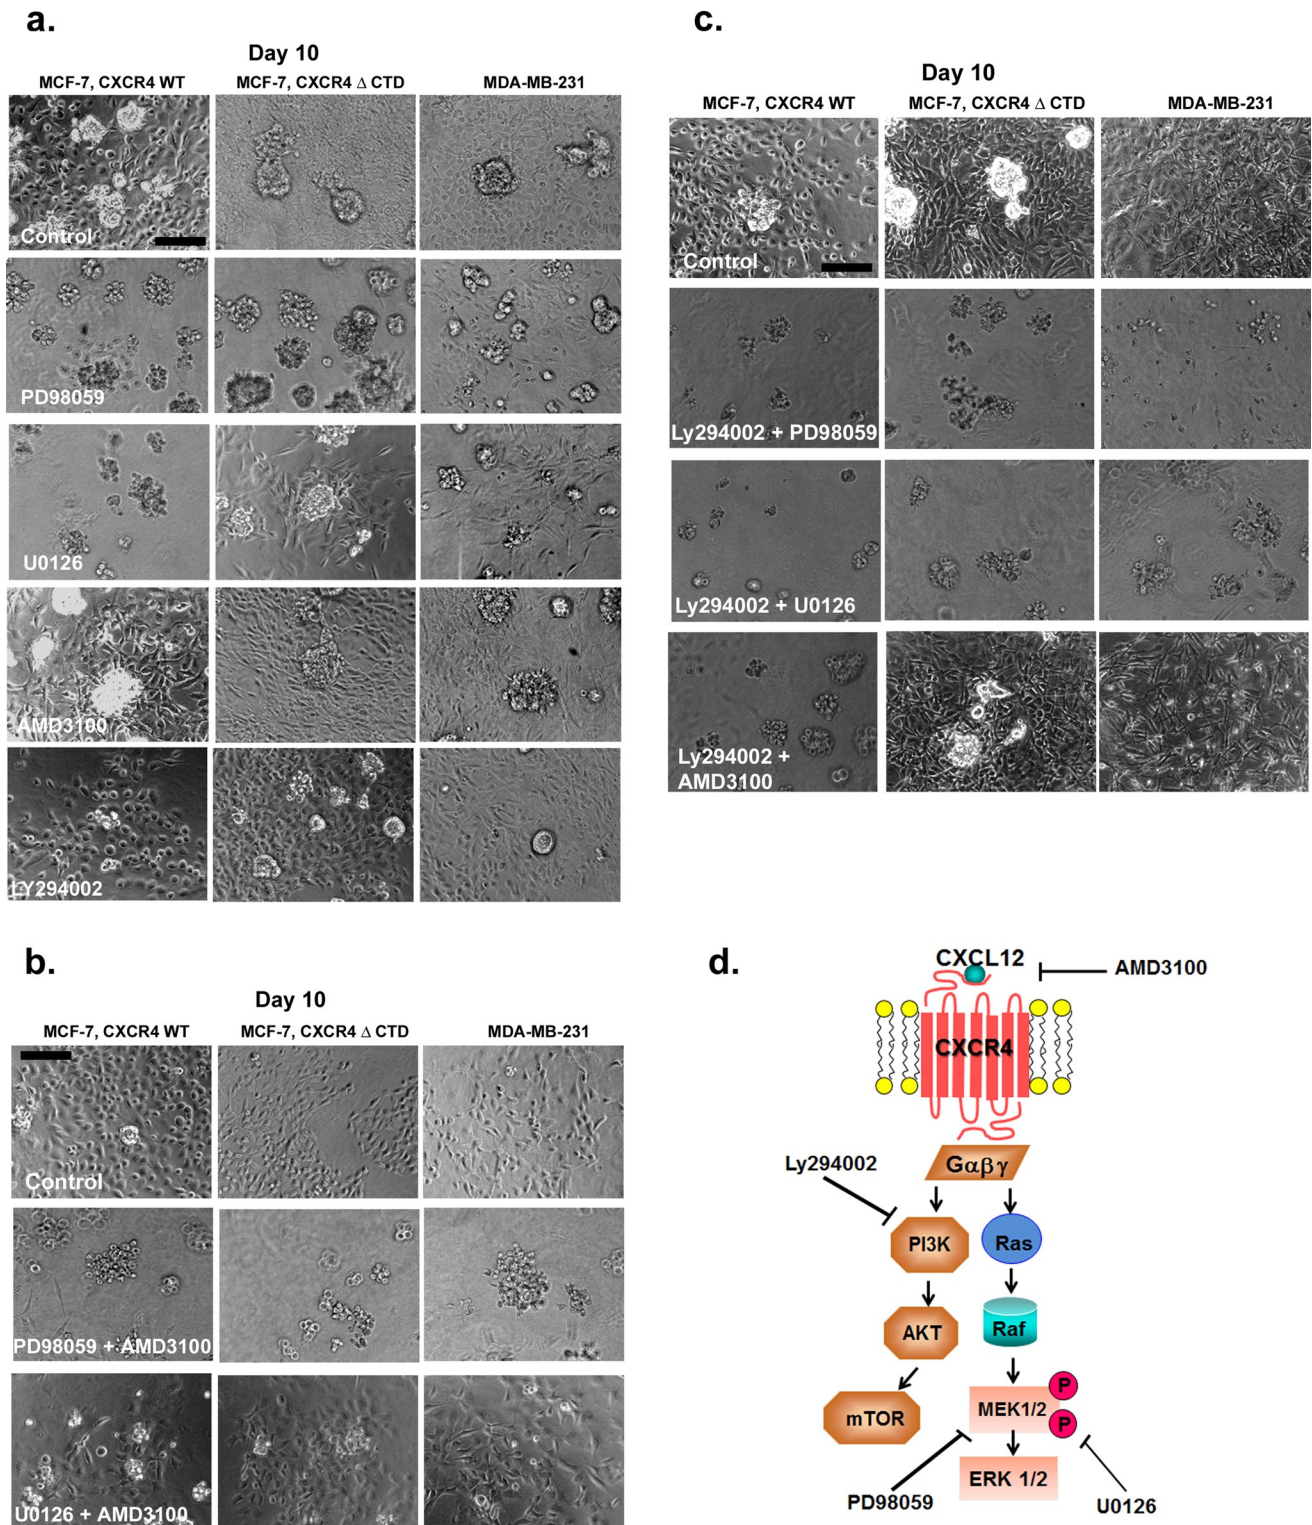 a.
Day 10
MCF-7, CXCR4 WT
MCF-7, CXCR4 Δ CTD
MDA-MB-231
Control
PD98059
U0126
AMD3100
LY294002
b.
Day 10
MCF-7, CXCR4 WT
MCF-7, CXCR4 Δ CTD
MDA-MB-231
Control
PD98059 + AMD3100
U0126 + AMD3100
c.
Day 10
MCF-7, CXCR4 WT
MCF-7, CXCR4 Δ CTD
MDA-MB-231
Control
Ly294002 + PD98059
Ly294002 + U0126
Ly294002 +
AMD3100
d.
CXCL12
AMD3100
CXCR4
Ly294002
Gαβγ
PI3K
Ras
AKT
Raf
P
mTOR
MEK1/2
P
ERK 1/2
PD98059
U0126